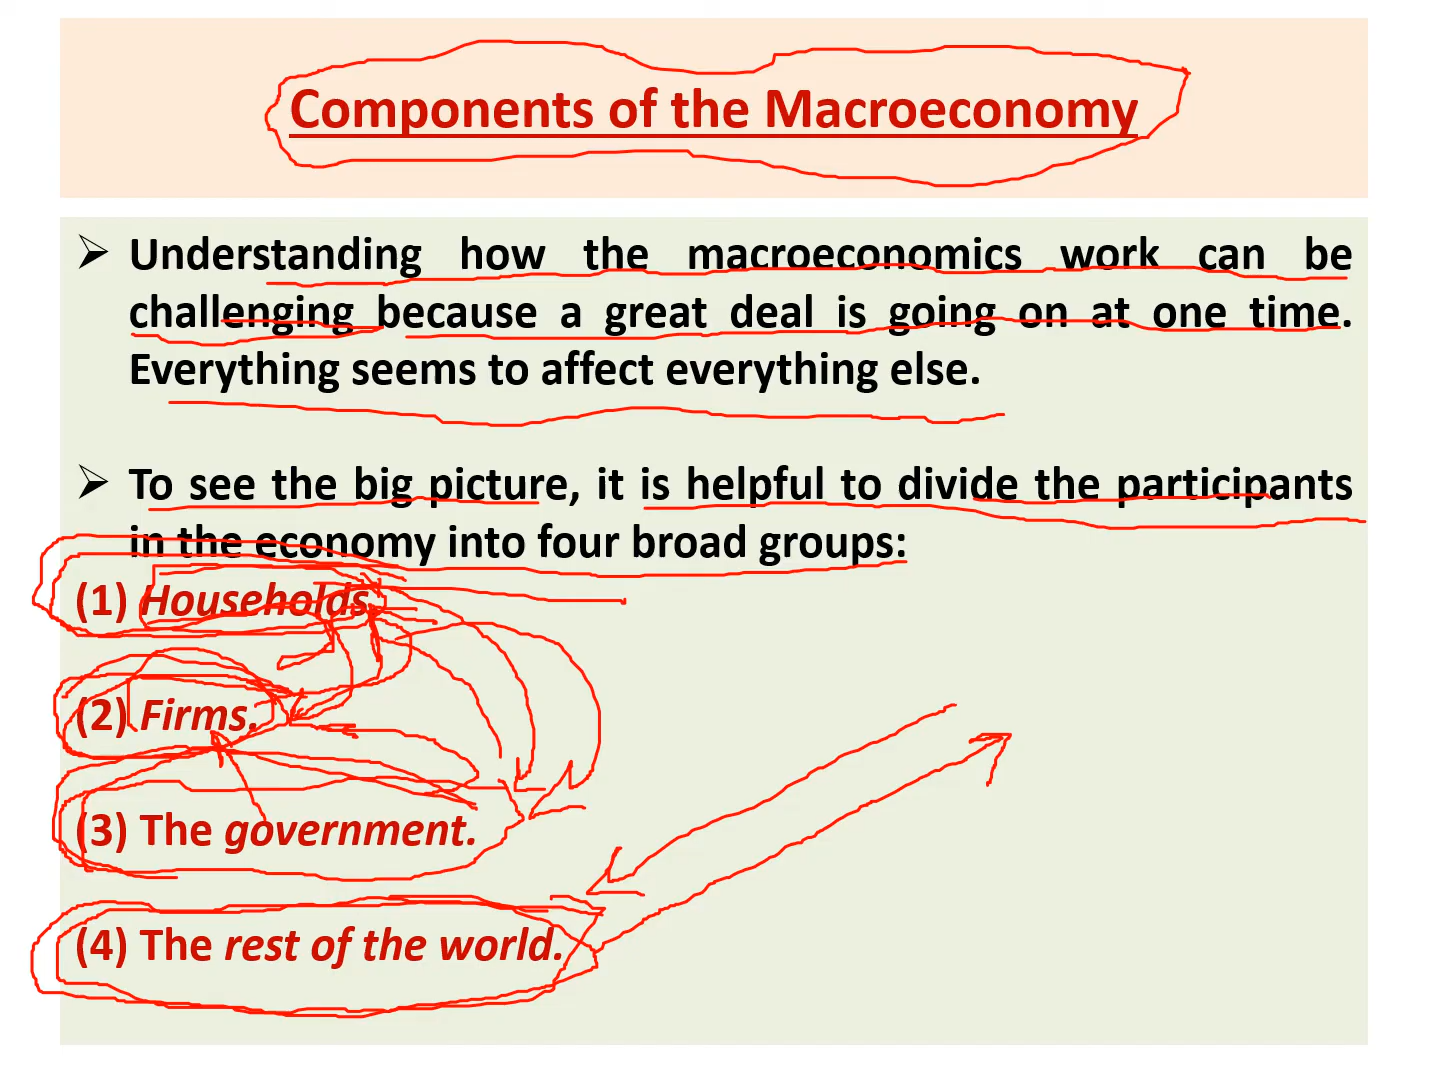 Components of the Macroeconomy
➢ Understanding how the macroeconomics work can be
challenging because a great deal is going on at one time.
Everything seems to affect everything else.
➢ To see the big picture, it is helpful to divide the participants
in the economy into four broad groups:
(1) Households.
(2) Firms.
(3) The government.
(4) The rest of the world.